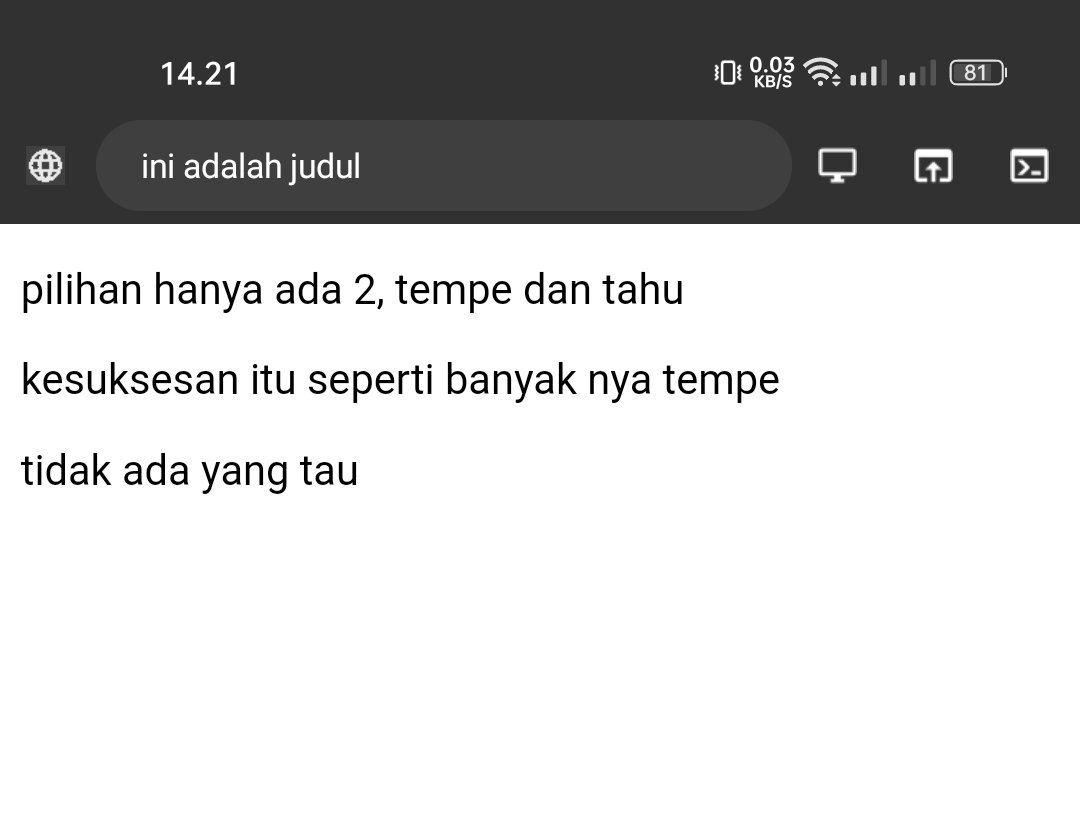 14.21
0.03
KB/S
81
ini adalah judul
pilihan hanya ada 2, tempe dan tahu
kesuksesan itu seperti banyak nya tempe
tidak ada yang tau